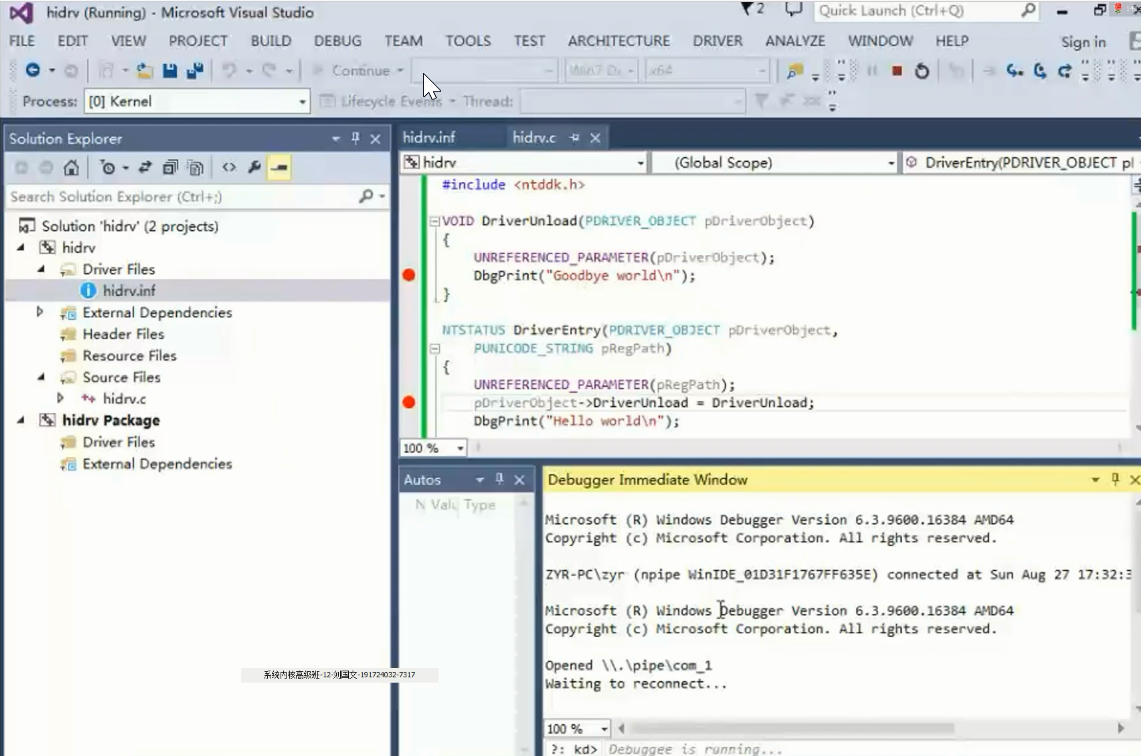 hidrv (Running) - Microsoft Visual Studio
2
Quick Launch (Ctrl+Q)
FILE EDIT VIEW PROJECT BUILD DEBUG TEAM TOOLS TEST ARCHITECTURE DRIVER ANALYZE WINDOW HELP Sign in
Continue x64
Process: [0] Kernel Lifecycle Events Thread:
Solution Explorer
Search Solution Explorer (Ctrl+;)
Solution 'hidrv' (2 projects)
hidrv
Driver Files
hidrv.inf
External Dependencies
Header Files
Resource Files
Source Files
hidrv.c
hidrv Package
Driver Files
External Dependencies
hidrv.inf hidrv.c
hidrv (Global Scope) DriverEntry(PDRIVER_OBJECT pl
#include <ntddk.h>
VOID DriverUnload(PDRIVER_OBJECT pDriverObject)
{
UNREFERENCED_PARAMETER(pDriverObject);
DbgPrint("Goodbye world\n");
}
NTSTATUS DriverEntry(PDRIVER_OBJECT pDriverObject,
PUNICODE_STRING pRegPath)
{
UNREFERENCED_PARAMETER(pRegPath);
pDriverObject->DriverUnload = DriverUnload;
DbgPrint("Hello world\n");
100 %
Autos
N Valu Type
Debugger Immediate Window
Microsoft (R) Windows Debugger Version 6.3.9600.16384 AMD64
Copyright (c) Microsoft Corporation. All rights reserved.
ZYR-PC\zyr (npipe WinIDE_01D31F1767FF635E) connected at Sun Aug 27 17:32:3
Microsoft (R) Windows Debugger Version 6.3.9600.16384 AMD64
Copyright (c) Microsoft Corporation. All rights reserved.
Opened \\.\pipe\com_1
Waiting to reconnect...
100 %
?: kd> Debuggee is running...
系统内核高级班-12-刘国文-191724032-7317